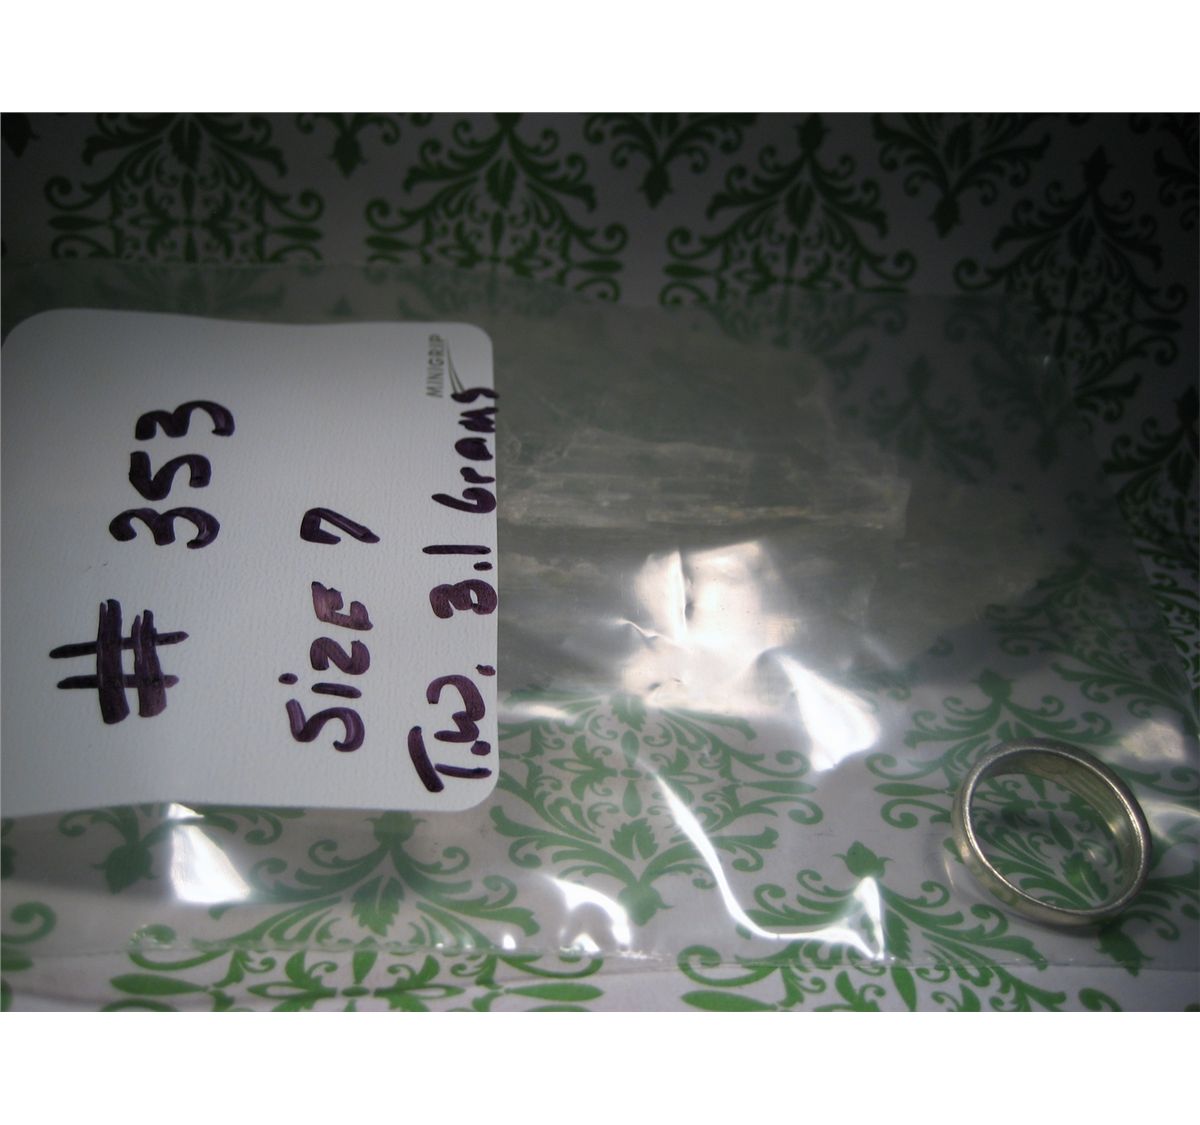 MINIGRIP
# 353
SizE 7
T.W. 3.1 Grams